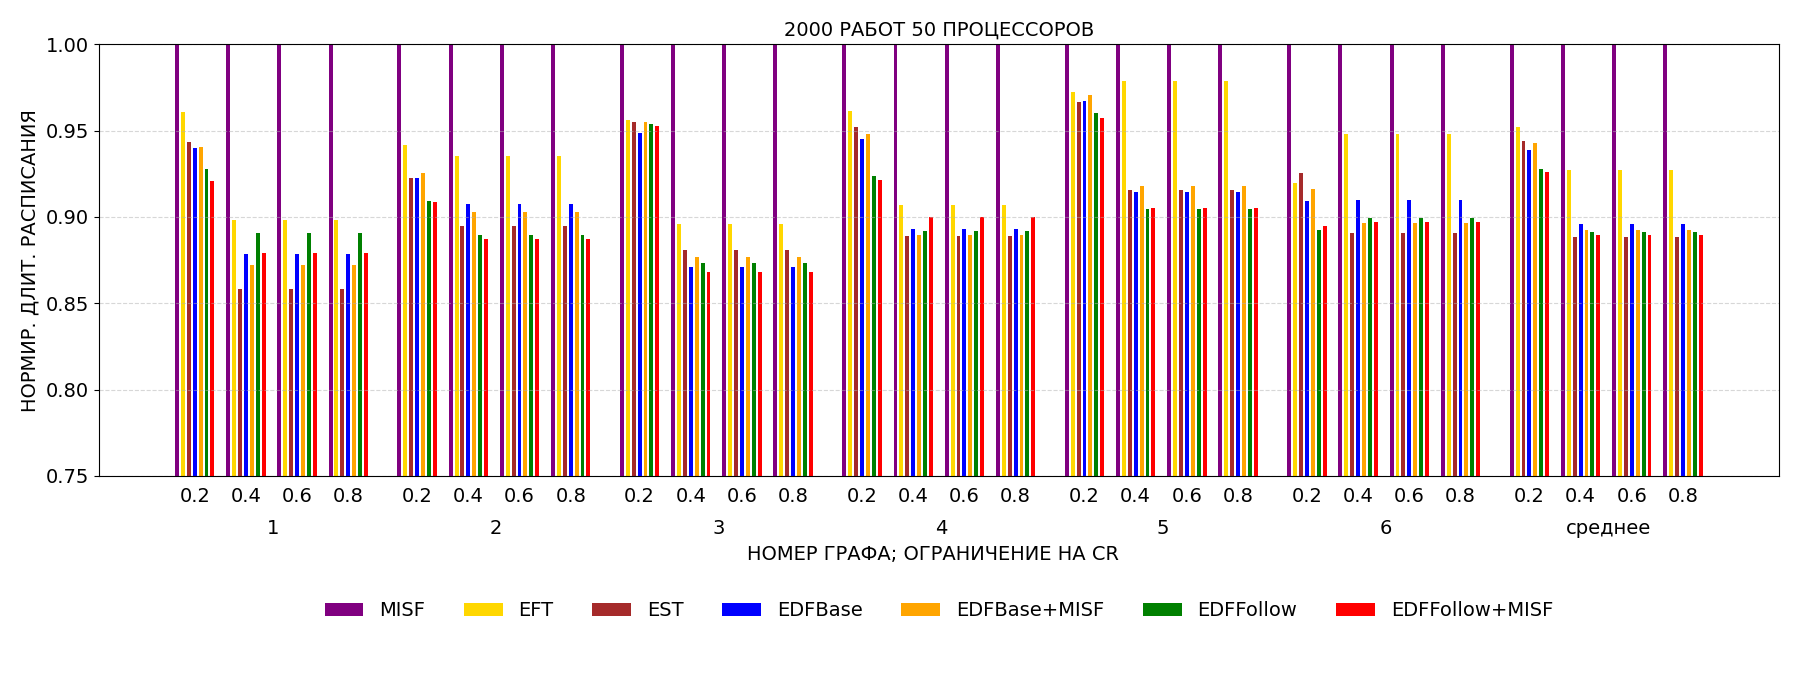 2000 РАБОТ 50 ПРОЦЕССОРОВ
НОРМИР. ДЛИТ. РАСПИСАНИЯ
1.00
0.95
0.90
0.85
0.80
0.75
0.2 0.4 0.6 0.8 0.2 0.4 0.6 0.8 0.2 0.4 0.6 0.8 0.2 0.4 0.6 0.8 0.2 0.4 0.6 0.8 0.2 0.4 0.6 0.8 0.2 0.4 0.6 0.8
1 2 3 4 5 6 среднее
НОМЕР ГРАФА; ОГРАНИЧЕНИЕ НА CR
MISF EFT EST EDFBase EDFBase+MISF EDFFollow EDFFollow+MISF